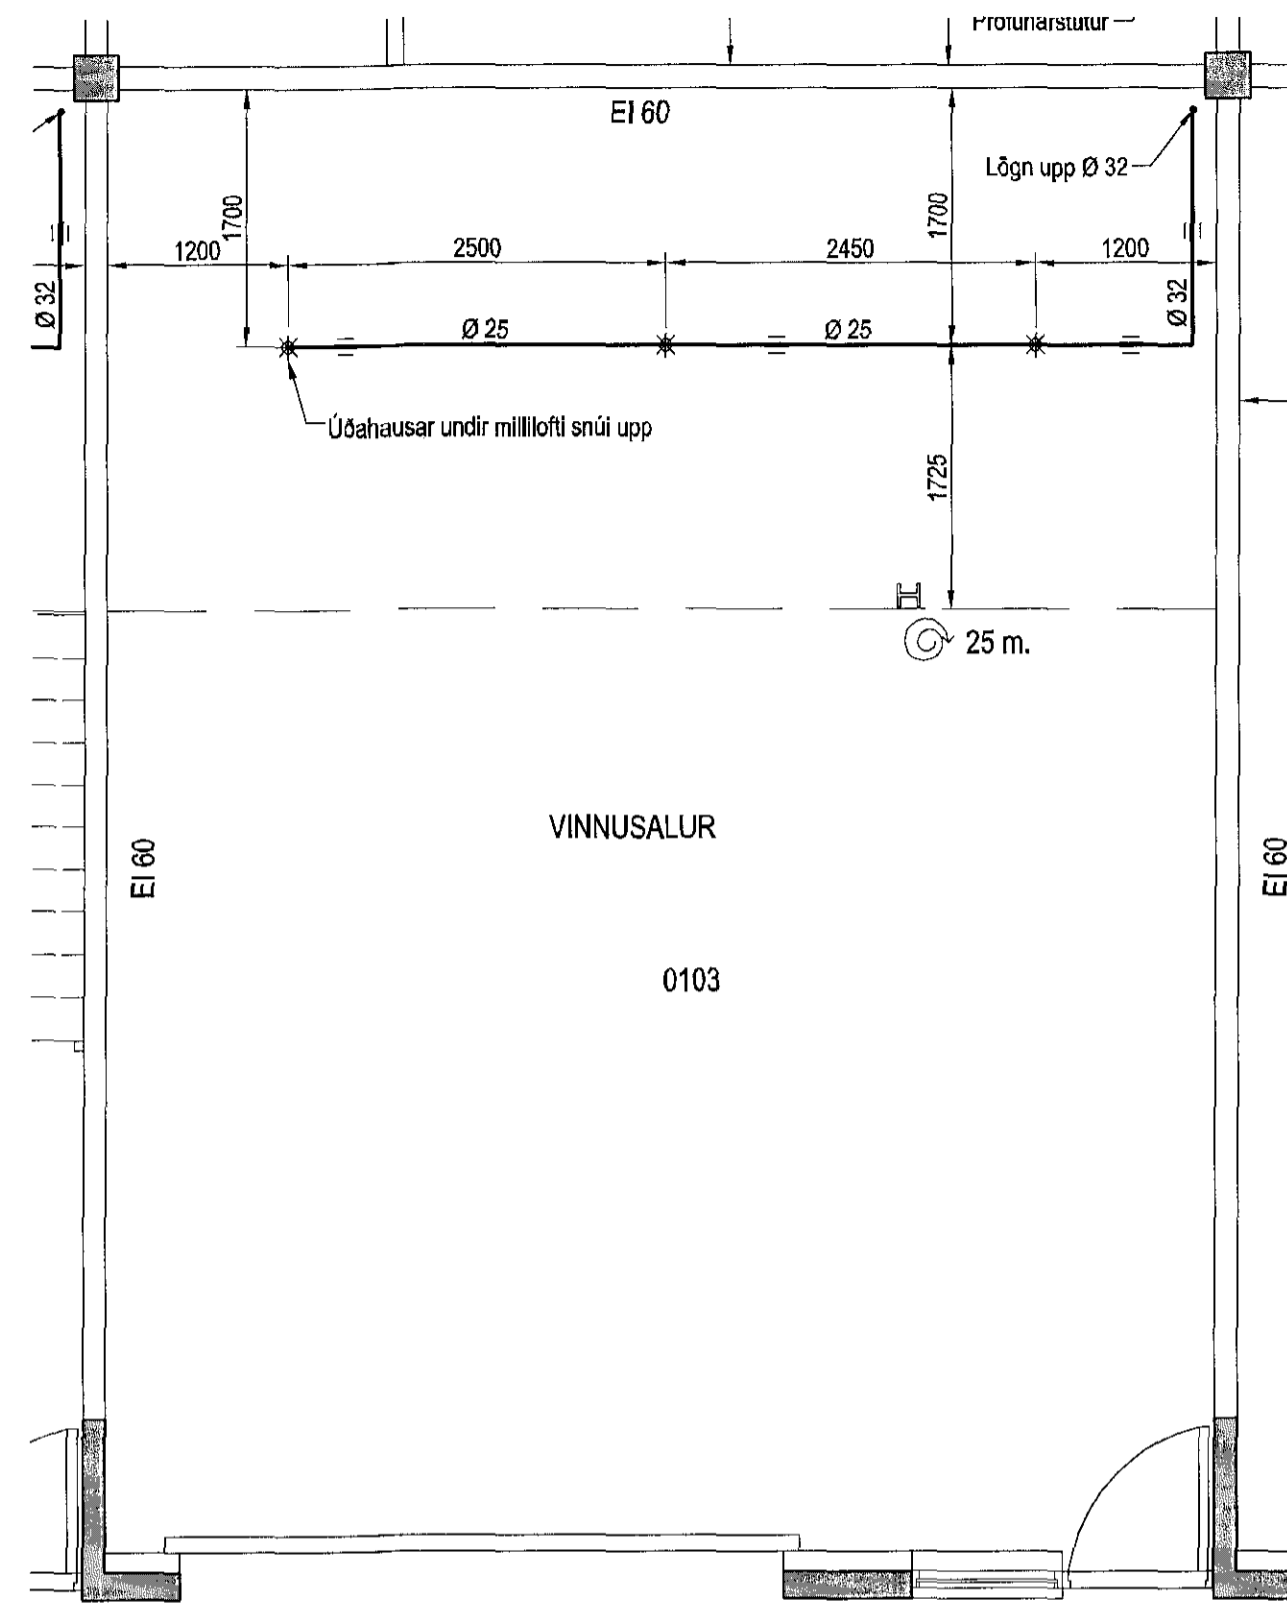 Prófunarstútur
EI 60
Lögn upp Ø 32
1700
1700
1200
2500
2450
1200
Ø 32
Ø 25
Ø 25
Ø 32
Úðahausar undir millilofti snúi upp
1725
25 m.
VINNUSALUR
EI 60
EI 60
0103